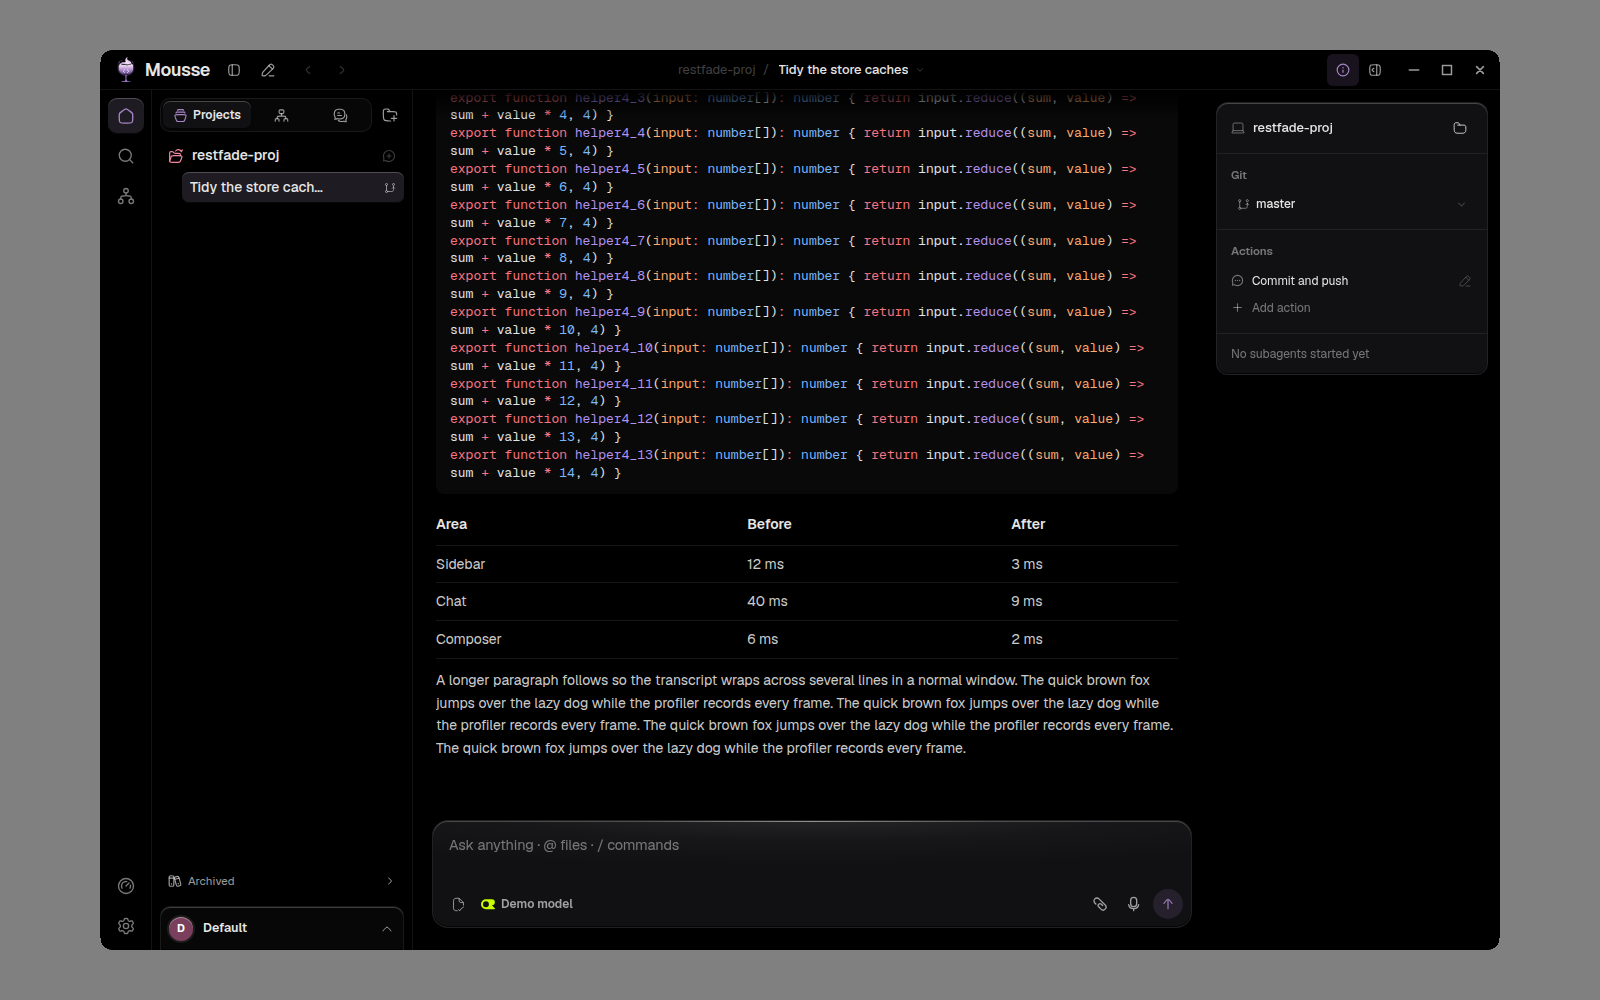 Mousse
restfade-proj / Tidy the store caches
Projects
restfade-proj
Tidy the store cach...
Archived
D Default
export function helper4_3(input: number[]): number { return input.reduce((sum, value) =>
sum + value * 4, 4) }
export function helper4_4(input: number[]): number { return input.reduce((sum, value) =>
sum + value * 5, 4) }
export function helper4_5(input: number[]): number { return input.reduce((sum, value) =>
sum + value * 6, 4) }
export function helper4_6(input: number[]): number { return input.reduce((sum, value) =>
sum + value * 7, 4) }
export function helper4_7(input: number[]): number { return input.reduce((sum, value) =>
sum + value * 8, 4) }
export function helper4_8(input: number[]): number { return input.reduce((sum, value) =>
sum + value * 9, 4) }
export function helper4_9(input: number[]): number { return input.reduce((sum, value) =>
sum + value * 10, 4) }
export function helper4_10(input: number[]): number { return input.reduce((sum, value) =>
sum + value * 11, 4) }
export function helper4_11(input: number[]): number { return input.reduce((sum, value) =>
sum + value * 12, 4) }
export function helper4_12(input: number[]): number { return input.reduce((sum, value) =>
sum + value * 13, 4) }
export function helper4_13(input: number[]): number { return input.reduce((sum, value) =>
sum + value * 14, 4) }
Area Before After
Sidebar 12 ms 3 ms
Chat 40 ms 9 ms
Composer 6 ms 2 ms
A longer paragraph follows so the transcript wraps across several lines in a normal window. The quick brown fox
jumps over the lazy dog while the profiler records every frame. The quick brown fox jumps over the lazy dog while
the profiler records every frame. The quick brown fox jumps over the lazy dog while the profiler records every frame.
The quick brown fox jumps over the lazy dog while the profiler records every frame.
Ask anything · @ files · / commands
Demo model
restfade-proj
Git
master
Actions
Commit and push
Add action
No subagents started yet